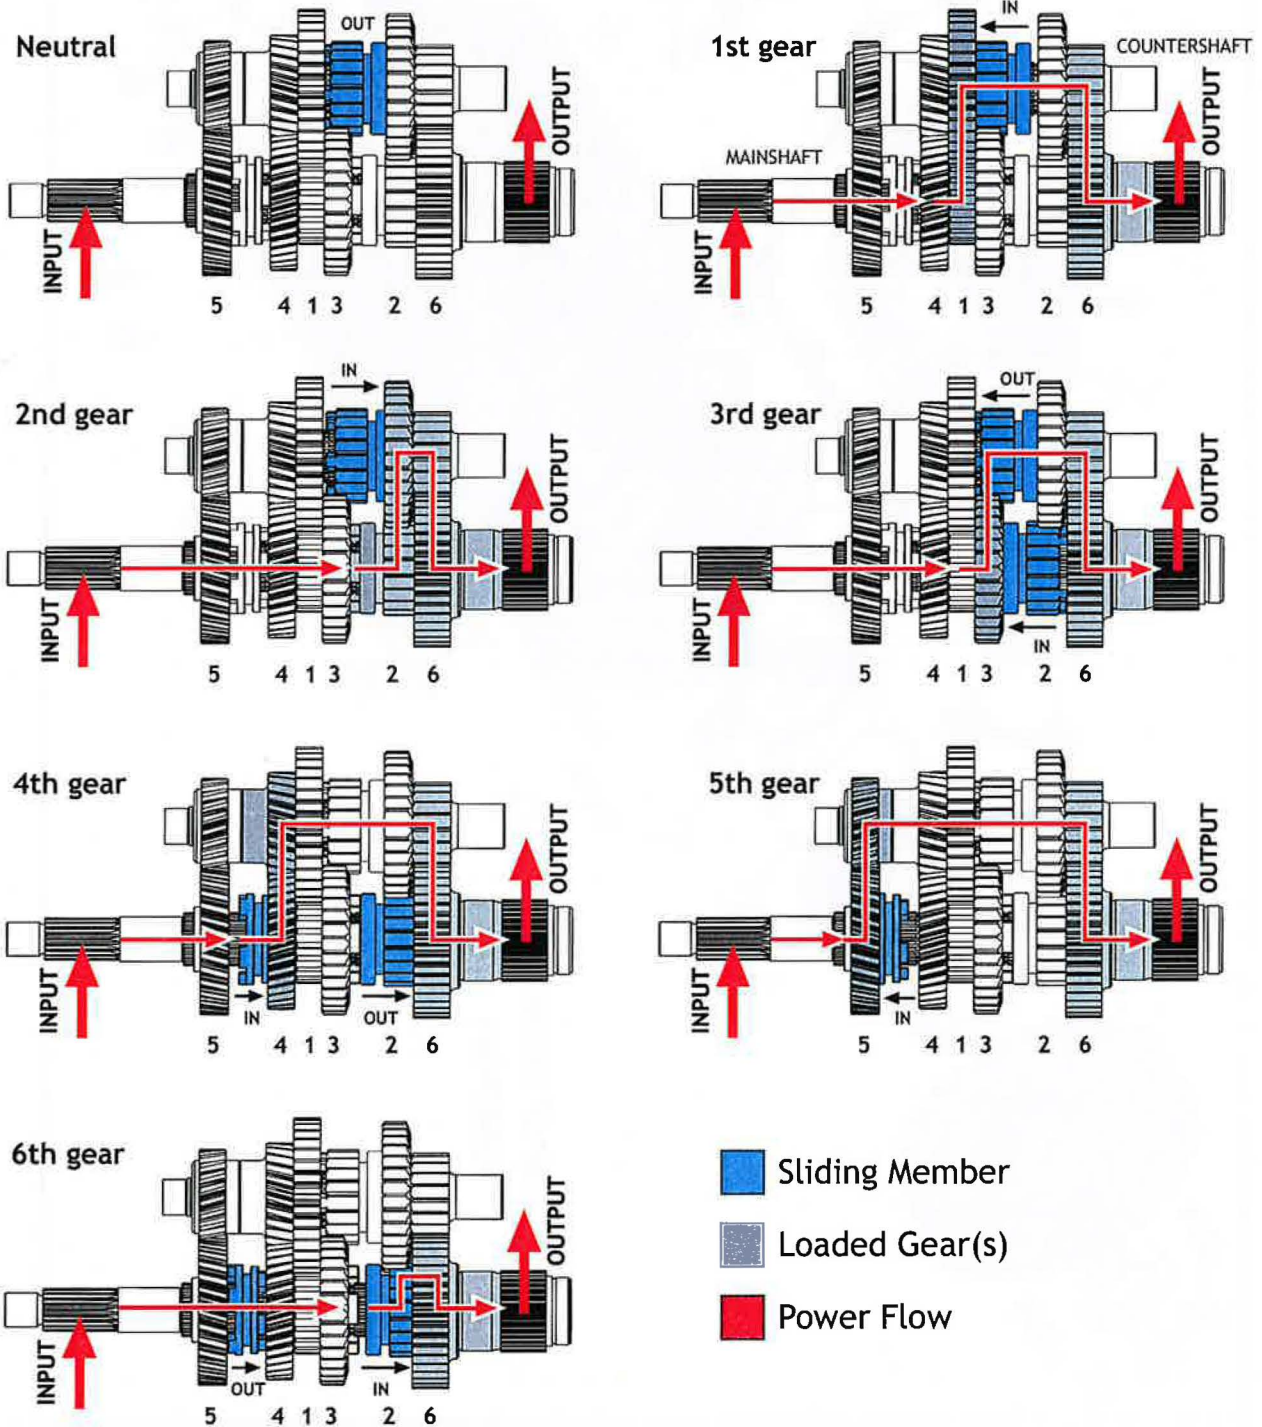 Neutral
OUT
OUTPUT
INPUT
5 4 1 3 2 6
1st gear
IN
COUNTERSHAFT
MAINSHAFT
OUTPUT
INPUT
5 4 1 3 2 6
2nd gear
IN
OUTPUT
INPUT
5 4 1 3 2 6
3rd gear
OUT
OUTPUT
INPUT
IN
5 4 1 3 2 6
4th gear
OUTPUT
INPUT
IN OUT
5 4 1 3 2 6
5th gear
OUTPUT
INPUT
IN
5 4 1 3 2 6
6th gear
OUTPUT
INPUT
OUT IN
5 4 1 3 2 6
Sliding Member
Loaded Gear(s)
Power Flow